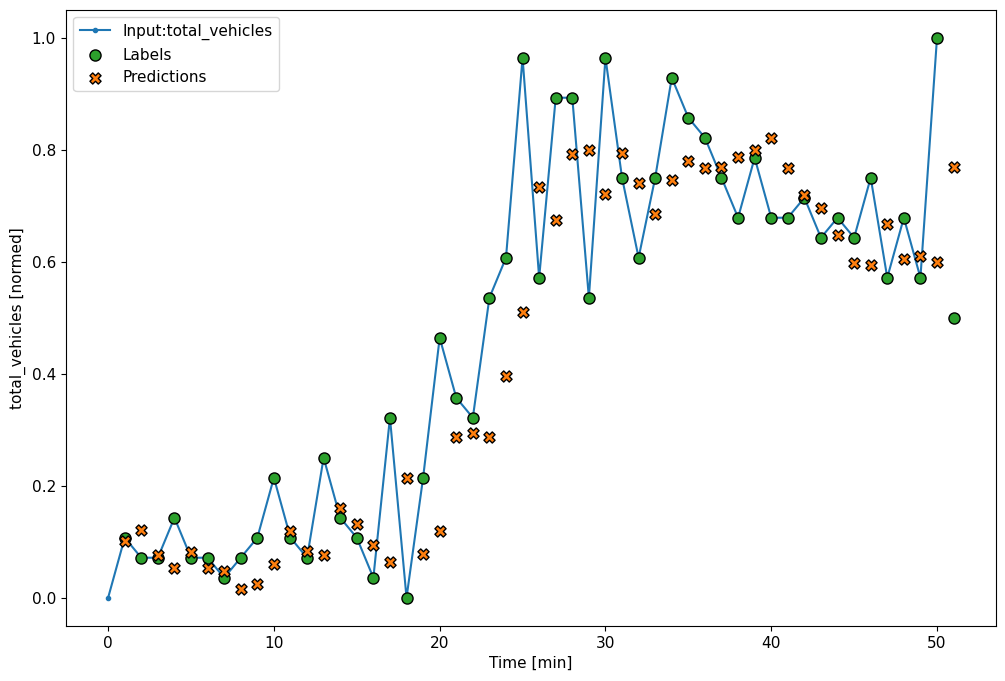 Input:total_vehicles
Labels
Predictions
1.0
0.8
0.6
0.4
0.2
0.0
total_vehicles [normed]
0 10 20 30 40 50
Time [min]